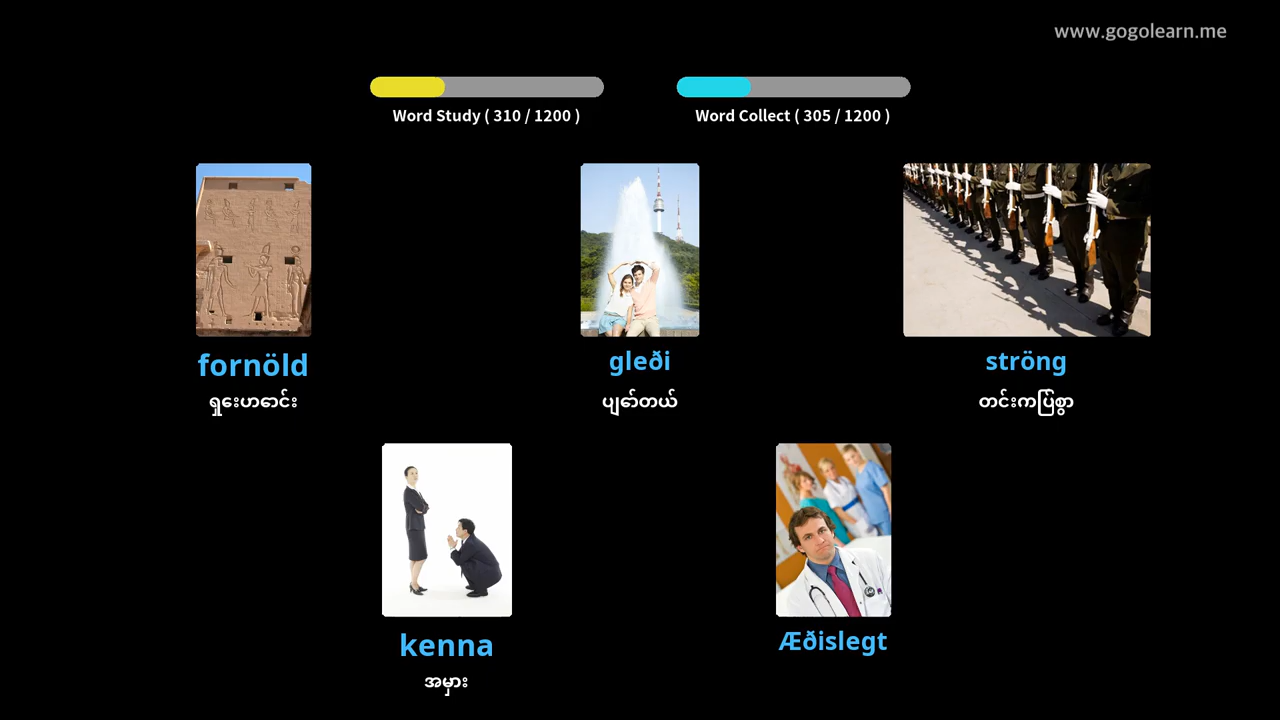 www.gogolearn.me
Word Study ( 310 / 1200 )
Word Collect ( 305 / 1200 )
fornöld
ရှေးဟောင်း
gleði
ပျော်တယ်
ströng
တင်းကြပ်စွာ
kenna
အမှား
Æðislegt